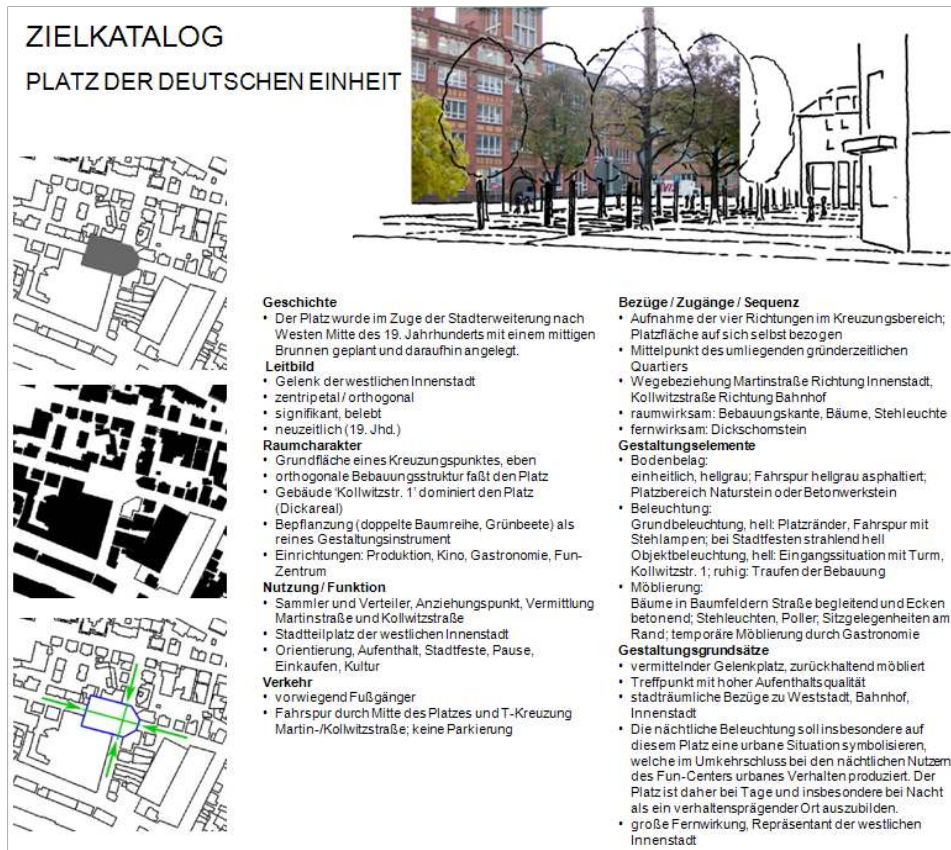 ZIELKATALOG
PLATZ DER DEUTSCHEN EINHEIT
Geschichte
• Der Platz wurde im Zuge der Stadterweiterung nach
Westen Mitte des 19. Jahrhunderts mit einem mittigen
Brunnen geplant und daraufhin angelegt.
Leitbild
• Gelenk der westlichen Innenstadt
• zentripetal / orthogonal
• signifikant, belebt
• neuzeitlich (19. Jhd.)
Raumcharakter
• Grundfläche eines Kreuzungspunktes, eben
• orthogonale Bebauungsstruktur faßt den Platz
• Gebäude 'Kollwitzstr. 1' dominiert den Platz
(Dickareal)
• Bepflanzung (doppelte Baumreihe, Grünbeete) als
reines Gestaltungsinstrument
• Einrichtungen: Produktion, Kino, Gastronomie, Fun-
Zentrum
Nutzung / Funktion
• Sammler und Verteiler, Anziehungspunkt, Vermittlung
Martinstraße und Kollwitzstraße
• Stadtteilplatz der westlichen Innenstadt
• Orientierung, Aufenthalt, Stadtfeste, Pause,
Einkaufen, Kultur
Verkehr
• vorwiegend Fußgänger
• Fahrspur durch Mitte des Platzes und T-Kreuzung
Martin-/Kollwitzstraße; keine Parkierung
Bezüge / Zugänge / Sequenz
• Aufnahme der vier Richtungen im Kreuzungsbereich;
Platzfläche auf sich selbst bezogen
• Mittelpunkt des umliegenden gründerzeitlichen
Quartiers
• Wegebeziehung Martinstraße Richtung Innenstadt,
Kollwitzstraße Richtung Bahnhof
• raumwirksam: Bebauungskante, Bäume, Stehleuchte
• fernwirksam: Dickschornstein
Gestaltungselemente
• Bodenbelag:
einheitlich, hellgrau; Fahrspur hellgrau asphaltiert;
Platzbereich Naturstein oder Betonwerkstein
• Beleuchtung:
Grundbeleuchtung, hell: Platzränder, Fahrspur mit
Stehlampen; bei Stadtfesten strahlend hell
Objektbeleuchtung, hell: Eingangssituation mit Turm,
Kollwitzstr. 1; ruhig: Traufen der Bebauung
• Möblierung:
Bäume in Baumfeldern Straße begleitend und Ecken
betonend; Stehleuchten, Poller; Sitzgelegenheiten am
Rand; temporäre Möblierung durch Gastronomie
Gestaltungsgrundsätze
• vermittelnder Gelenkplatz, zurückhaltend möbliert
• Treffpunkt mit hoher Aufenthaltsqualität
• stadträumliche Bezüge zu Weststadt, Bahnhof,
Innenstadt
• Die nächtliche Beleuchtung soll insbesondere auf
diesem Platz eine urbane Situation symbolisieren,
welche im Umkehrschluss bei den nächtlichen Nutzern
des Fun-Centers urbanes Verhalten produziert. Der
Platz ist daher bei Tage und insbesondere bei Nacht
als ein verhaltensprägender Ort auszubilden.
• große Fernwirkung, Repräsentant der westlichen
Innenstadt